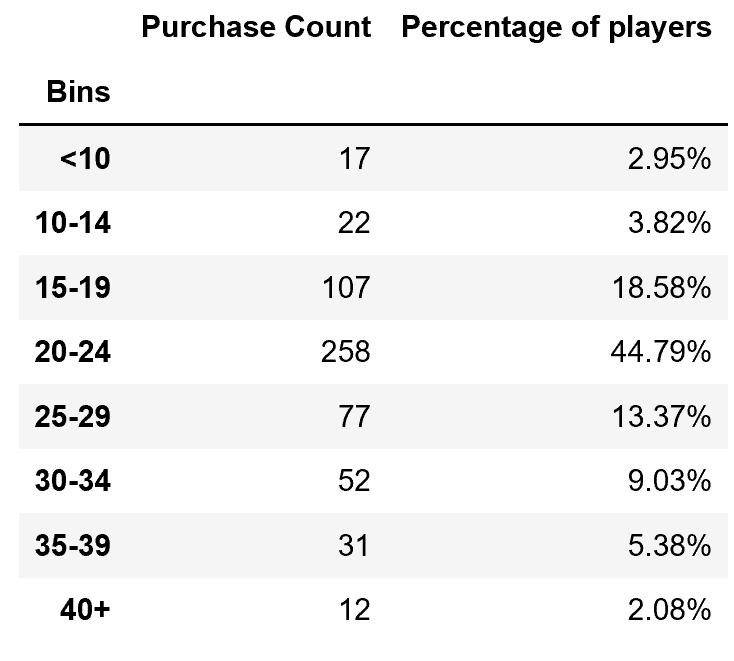 Purchase Count Percentage of players
Bins
<10 17 2.95%
10-14 22 3.82%
15-19 107 18.58%
20-24 258 44.79%
25-29 77 13.37%
30-34 52 9.03%
35-39 31 5.38%
40+ 12 2.08%